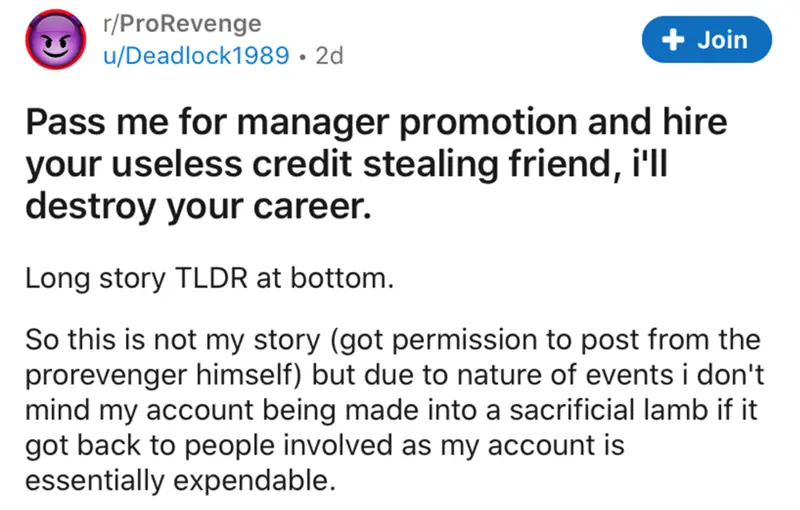 r/ProRevenge
u/Deadlock1989 • 2d
+ Join
Pass me for manager promotion and hire
your useless credit stealing friend, i'll
destroy your career.
Long story TLDR at bottom.
So this is not my story (got permission to post from the
prorevenger himself) but due to nature of events i don't
mind my account being made into a sacrificial lamb if it
got back to people involved as my account is
essentially expendable.